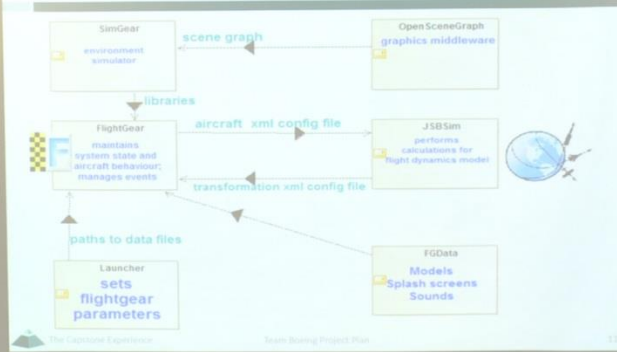 SimGear
environment
simulator
scene graph
OpenSceneGraph
graphics middleware
libraries
FlightGear
maintains
system state and
aircraft behaviour;
manages events
aircraft xml config file
JSBSim
performs
calculations for
flight dynamics model
transformation xml config file
paths to data files
Launcher
sets
flightgear
parameters
FGData
Models
Splash screens
Sounds
The Capstone Experience
Team Boeing Project Plan